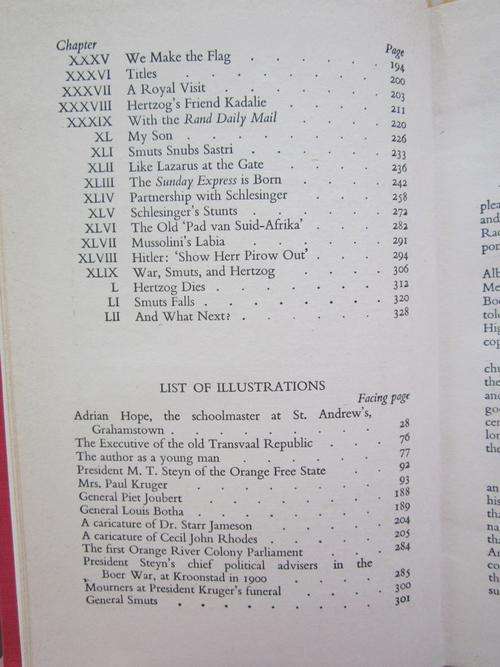 Chapter Page
XXXV We Make the Flag 194
XXXVI Titles 200
XXXVII A Royal Visit 203
XXXVIII Hertzog's Friend Kadalie 211
XXXIX With the Rand Daily Mail 220
XL My Son 226
XLI Smuts Snubs Sastri 233
XLII Like Lazarus at the Gate 236
XLIII The Sunday Express is Born 242
XLIV Partnership with Schlesinger 258
XLV Schlesinger's Stunts 272
XLVI The Old 'Pad van Suid-Afrika' 282
XLVII Mussolini's Labia 291
XLVIII Hitler: 'Show Herr Pirow Out' 294
XLIX War, Smuts, and Hertzog 306
L Hertzog Dies 312
LI Smuts Falls 320
LII And What Next? 328
LIST OF ILLUSTRATIONS
Facing page
Adrian Hope, the schoolmaster at St. Andrew's,
Grahamstown 28
The Executive of the old Transvaal Republic 76
The author as a young man 77
President M. T. Steyn of the Orange Free State 92
Mrs. Paul Kruger 93
General Piet Joubert 188
General Louis Botha 189
A caricature of Dr. Starr Jameson 204
A caricature of Cecil John Rhodes 205
The first Orange River Colony Parliament 284
President Steyn's chief political advisers in the
Boer War, at Kroonstad in 1900 285
Mourners at President Kruger's funeral 300
General Smuts 301